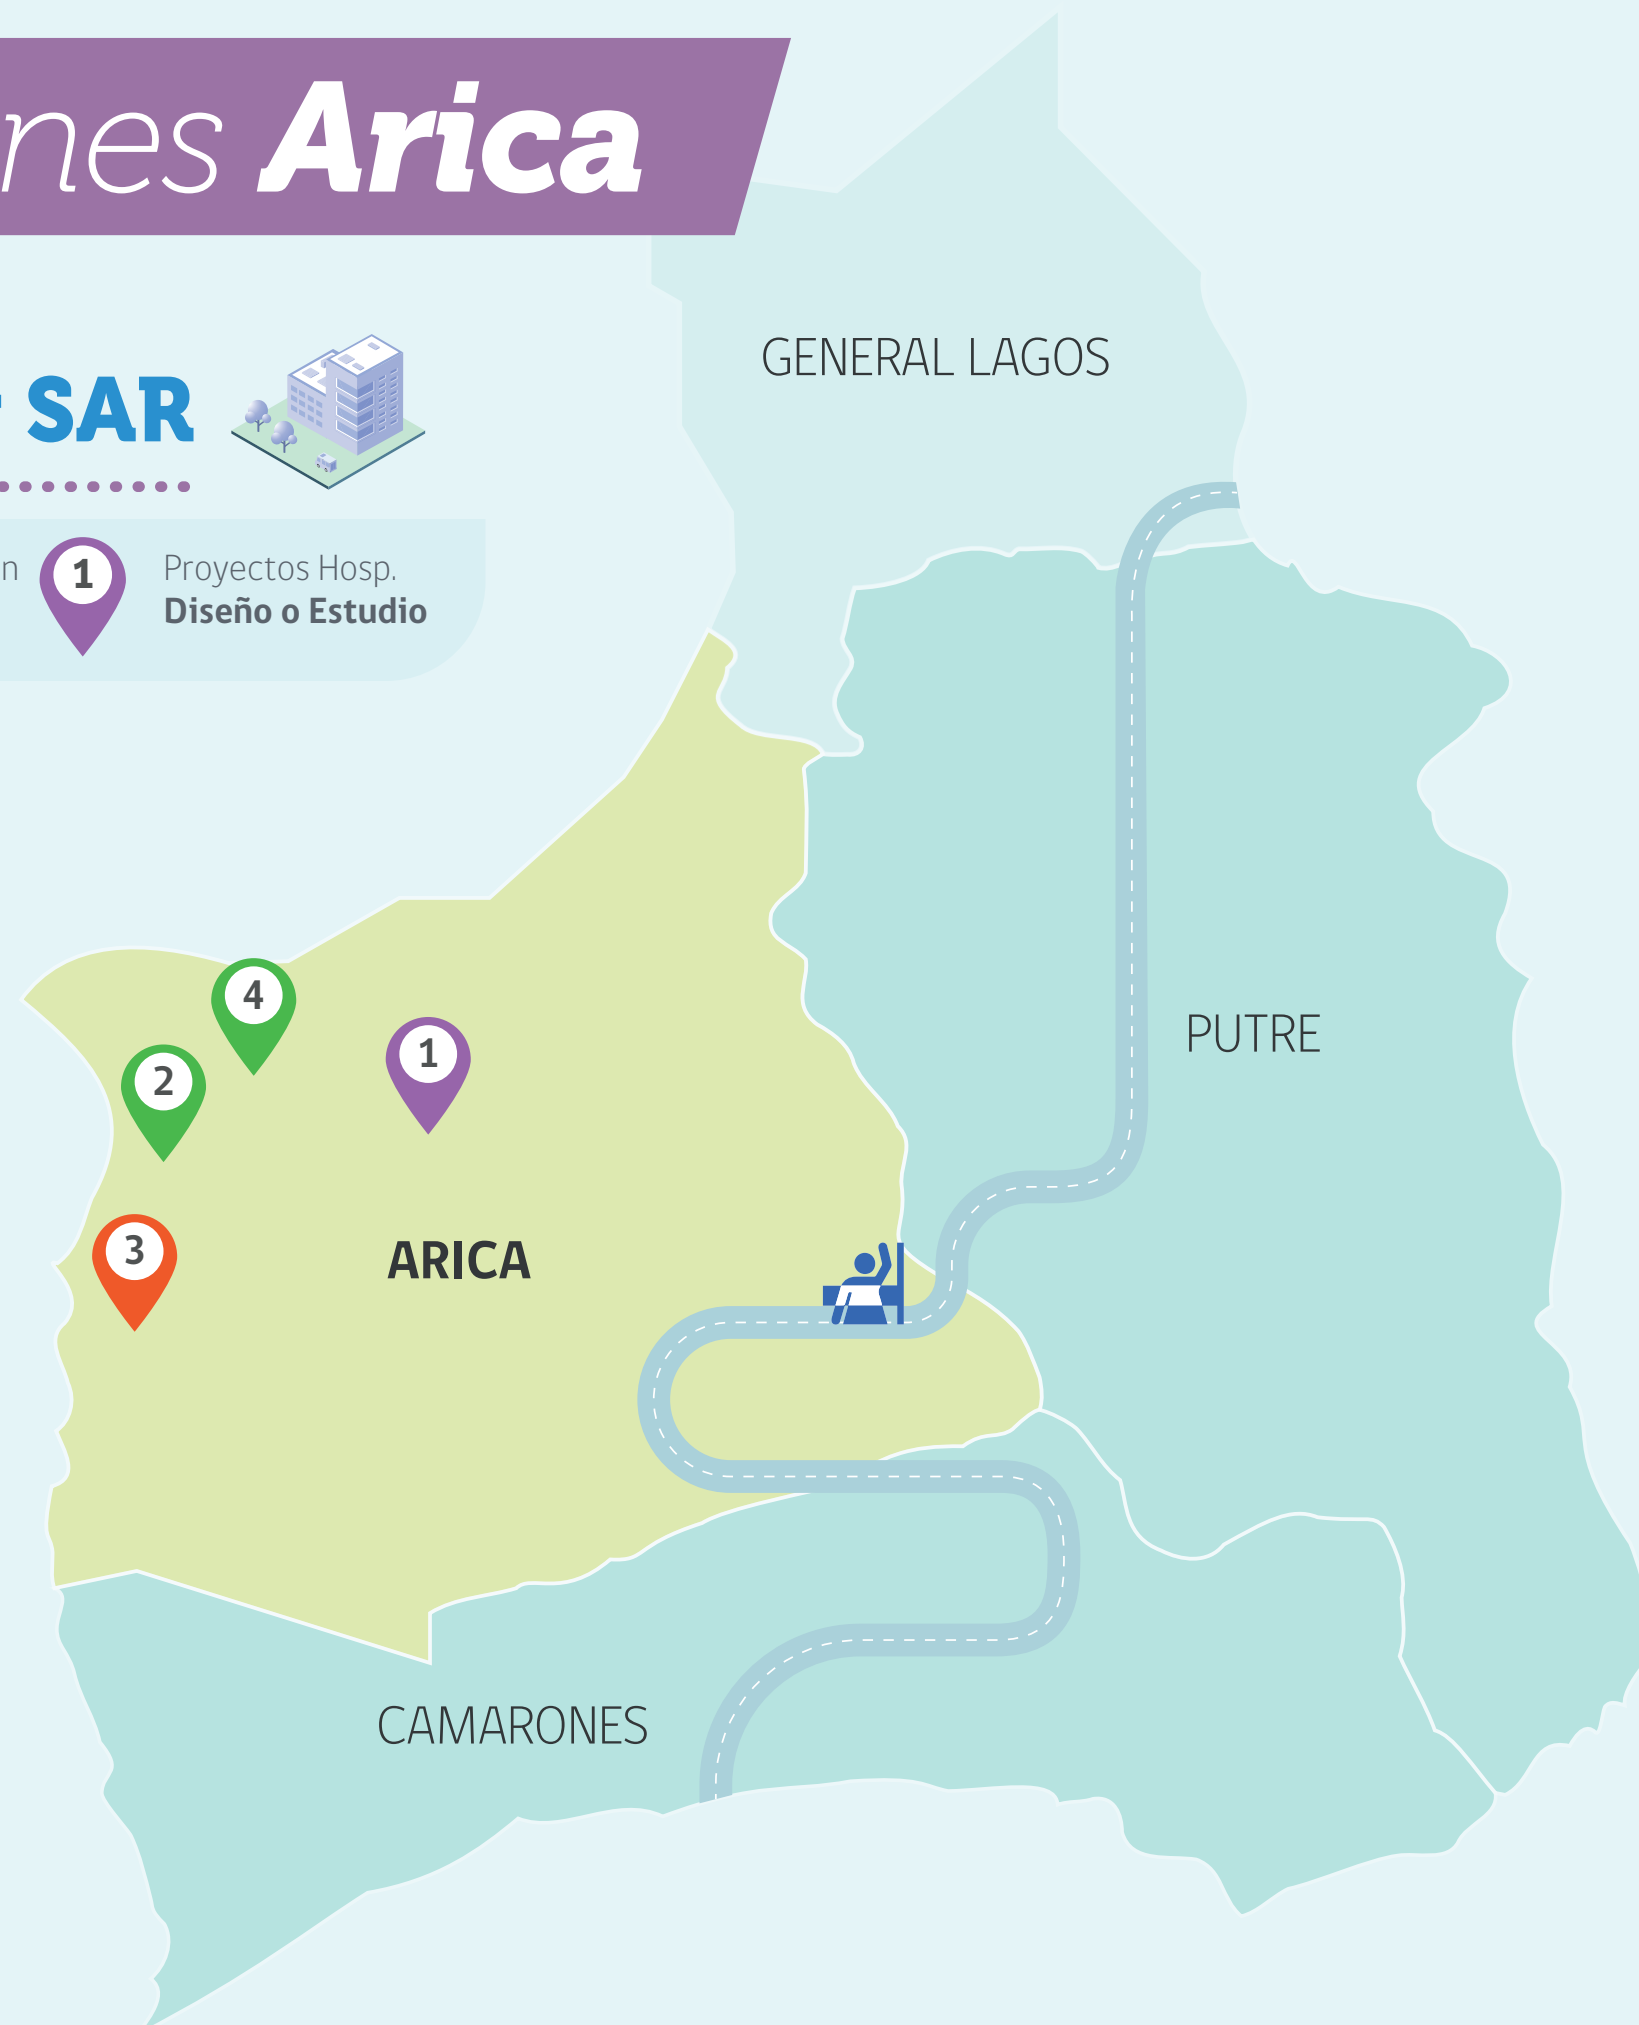 nes Arica
SAR
n
1
Proyectos Hosp.
Diseño o Estudio
GENERAL LAGOS
4
1
2
PUTRE
3
ARICA
CAMARONES